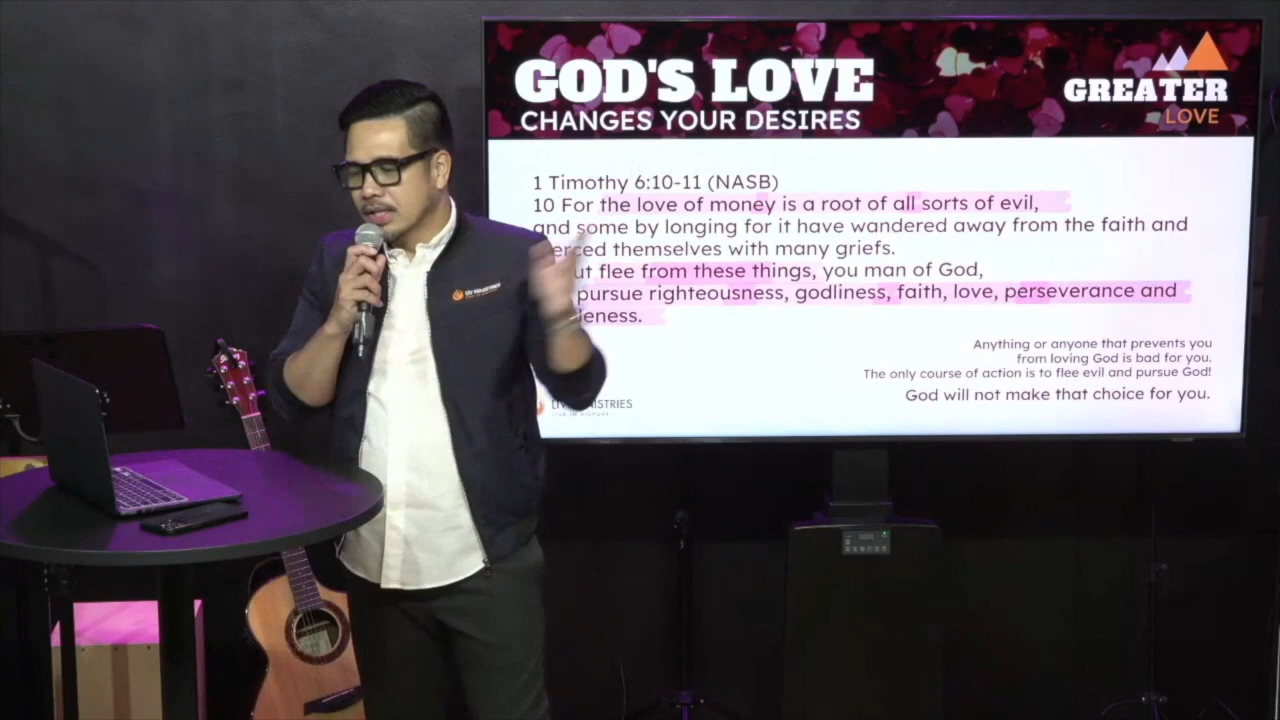 GOD'S LOVE
CHANGES YOUR DESIRES
GREATER
LOVE
1 Timothy 6:10-11 (NASB)
10 For the love of money is a root of all sorts of evil,
and some by longing for it have wandered away from the faith and
themselves with many griefs.
flee from these things, you man of God,
pursue righteousness, godliness, faith, love, perseverance and
Anything or anyone that prevents you
from loving God is bad for you.
The only course of action is to flee evil and pursue God!
God will not make that choice for you.
LIV MINISTRIES